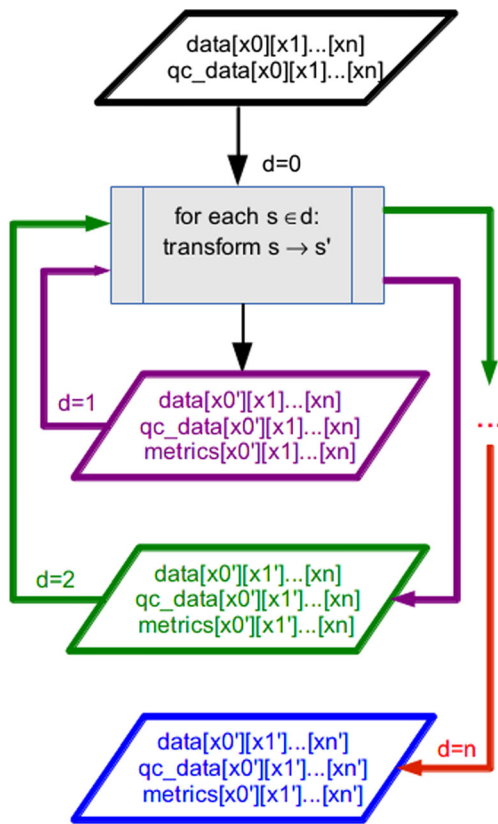 data[x0][x1]...[xn]
qc_data[x0][x1]...[xn]
d=0
for each s ∈ d:
transform s → s'
d=1
data[x0'][x1]...[xn]
qc_data[x0'][x1]...[xn]
metrics[x0'][x1]...[xn]
...
d=2
data[x0'][x1']...[xn]
qc_data[x0'][x1']...[xn]
metrics[x0'][x1']...[xn]
data[x0'][x1']...[xn']
qc_data[x0'][x1']...[xn']
metrics[x0'][x1']...[xn']
d=n